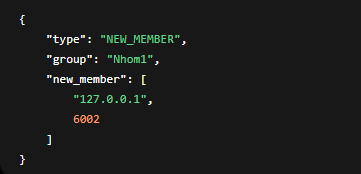 {
    "type": "NEW_MEMBER",
    "group": "Nhom1",
    "new_member": [
        "127.0.0.1",
        6002
    ]
}